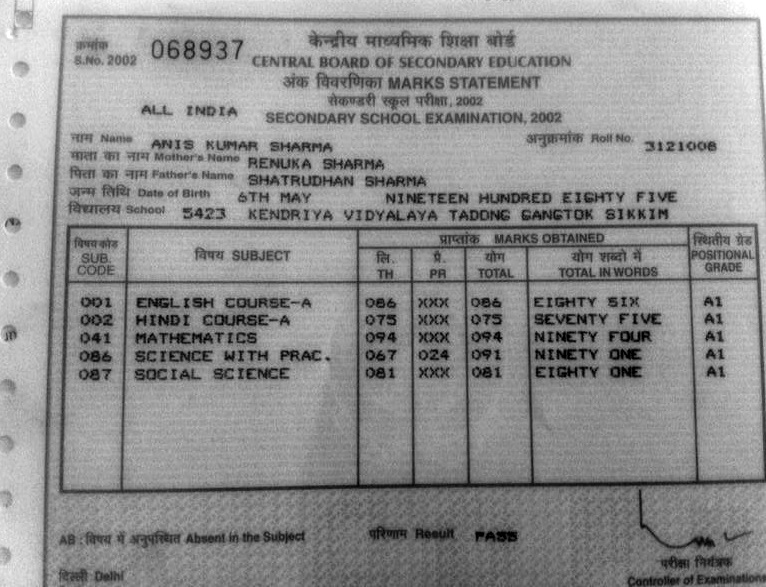 क्रमांक
S.No. 2002 068937
केन्द्रीय माध्यमिक शिक्षा बोर्ड
CENTRAL BOARD OF SECONDARY EDUCATION
अंक विवरणिका MARKS STATEMENT
सेकण्डरी स्कूल परीक्षा, 2002
ALL INDIA SECONDARY SCHOOL EXAMINATION, 2002
नाम Name ANIS KUMAR SHARMA अनुक्रमांक Roll No. 3121008
माता का नाम Mother's Name RENUKA SHARMA
पिता का नाम Father's Name SHATRUDHAN SHARMA
जन्म तिथि Date of Birth 6TH MAY NINETEEN HUNDRED EIGHTY FIVE
विद्यालय School 5423 KENDRIYA VIDYALAYA TADONG GANGTOK SIKKIM
विषय कोड SUB. CODE
विषय SUBJECT
प्राप्तांक MARKS OBTAINED
लि. TH
प्रै. PR
योग TOTAL
योग शब्दो में TOTAL IN WORDS
स्थितीय ग्रेड POSITIONAL GRADE
001 ENGLISH COURSE-A 086 XXX 086 EIGHTY SIX A1
002 HINDI COURSE-A 075 XXX 075 SEVENTY FIVE A1
041 MATHEMATICS 094 XXX 094 NINETY FOUR A1
086 SCIENCE WITH PRAC. 067 024 091 NINETY ONE A1
087 SOCIAL SCIENCE 081 XXX 081 EIGHTY ONE A1
AB : विषय में अनुपस्थित Absent in the Subject परिणाम Result PASS
दिल्ली Delhi
परीक्षा नियंत्रक
Controller of Examinations